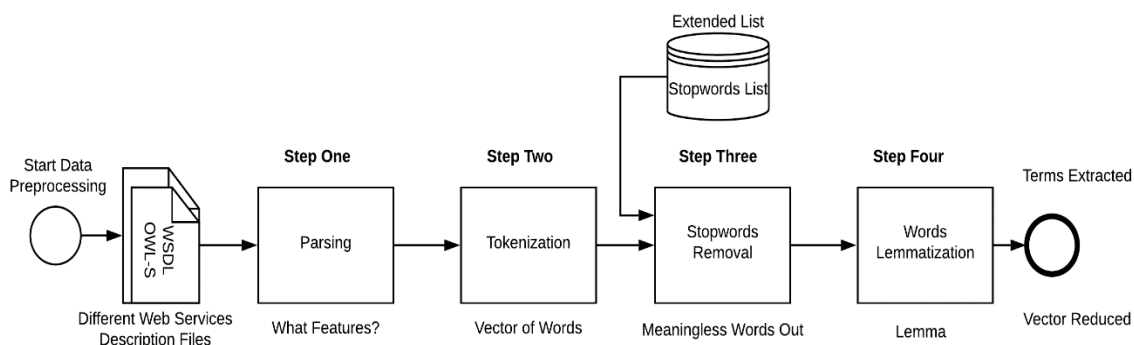 Extended List
Stopwords List
Start Data
Preprocessing
Step One
Step Two
Step Three
Step Four
Terms Extracted
WSDL
OWL-S
Parsing
Tokenization
Stopwords
Removal
Words
Lemmatization
Different Web Services
Description Files
What Features?
Vector of Words
Meaningless Words Out
Lemma
Vector Reduced